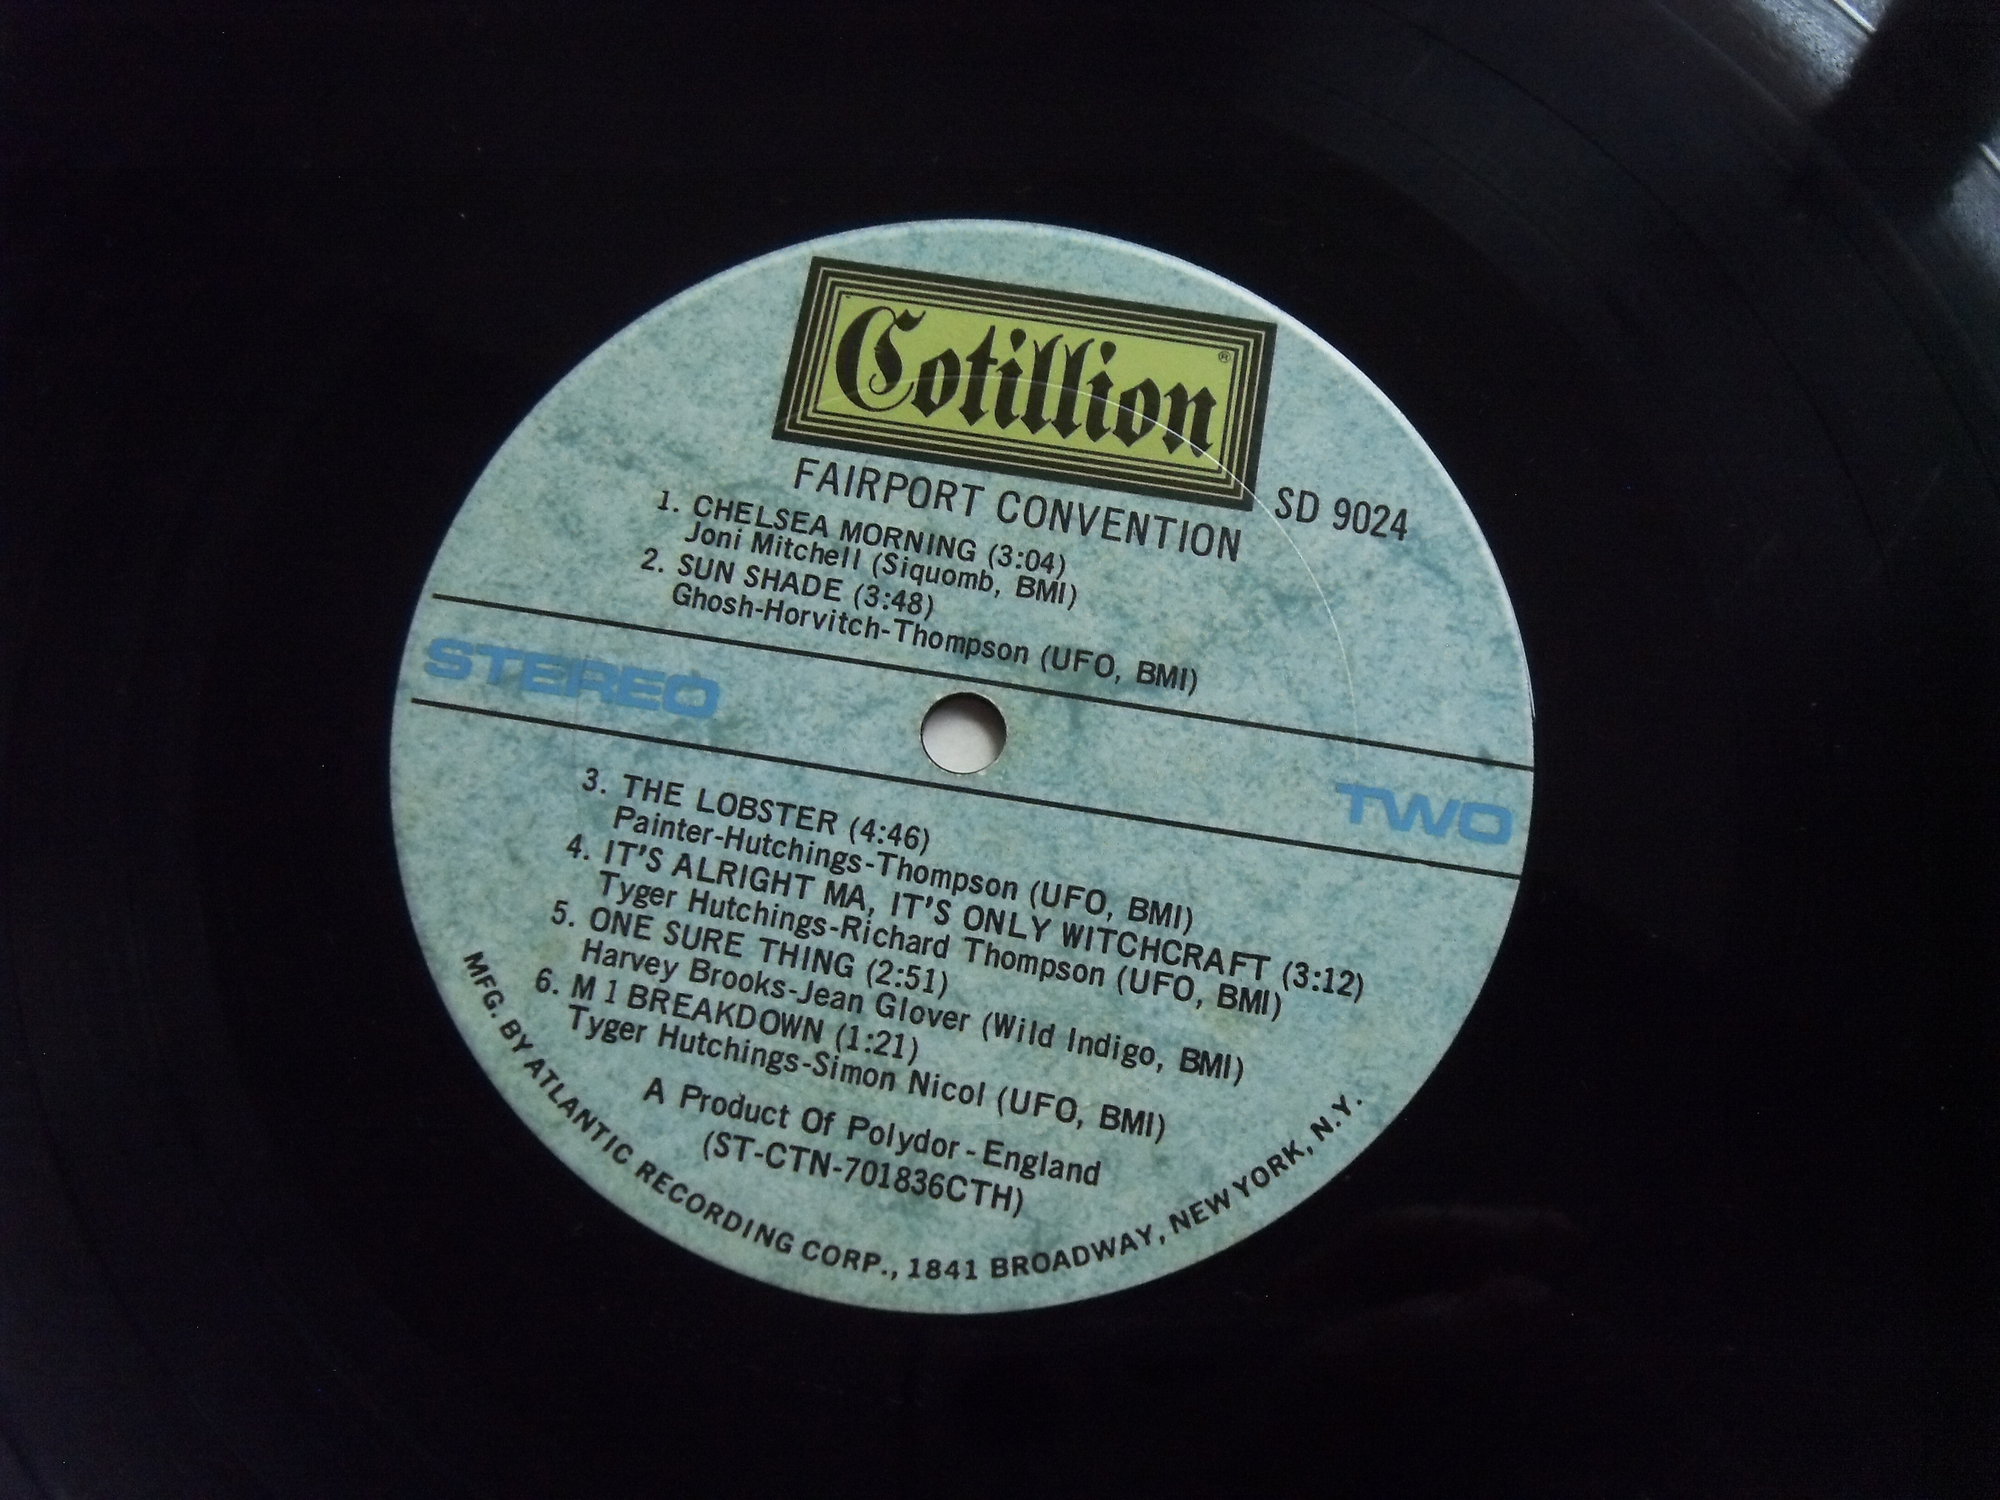 Cotillion ®
FAIRPORT CONVENTION
SD 9024
1. CHELSEA MORNING (3:04)
Joni Mitchell (Siquomb, BMI)
2. SUN SHADE (3:48)
Ghosh-Horvitch-Thompson (UFO, BMI)
STEREO
TWO
3. THE LOBSTER (4:46)
Painter-Hutchings-Thompson (UFO, BMI)
4. IT'S ALRIGHT MA, IT'S ONLY WITCHCRAFT (3:12)
Tyger Hutchings-Richard Thompson (UFO, BMI)
5. ONE SURE THING (2:51)
Harvey Brooks-Jean Glover (Wild Indigo, BMI)
6. M 1 BREAKDOWN (1:21)
Tyger Hutchings-Simon Nicol (UFO, BMI)
A Product Of Polydor - England
(ST-CTN-701836CTH)
MFG. BY ATLANTIC RECORDING CORP., 1841 BROADWAY, NEW YORK, N.Y.